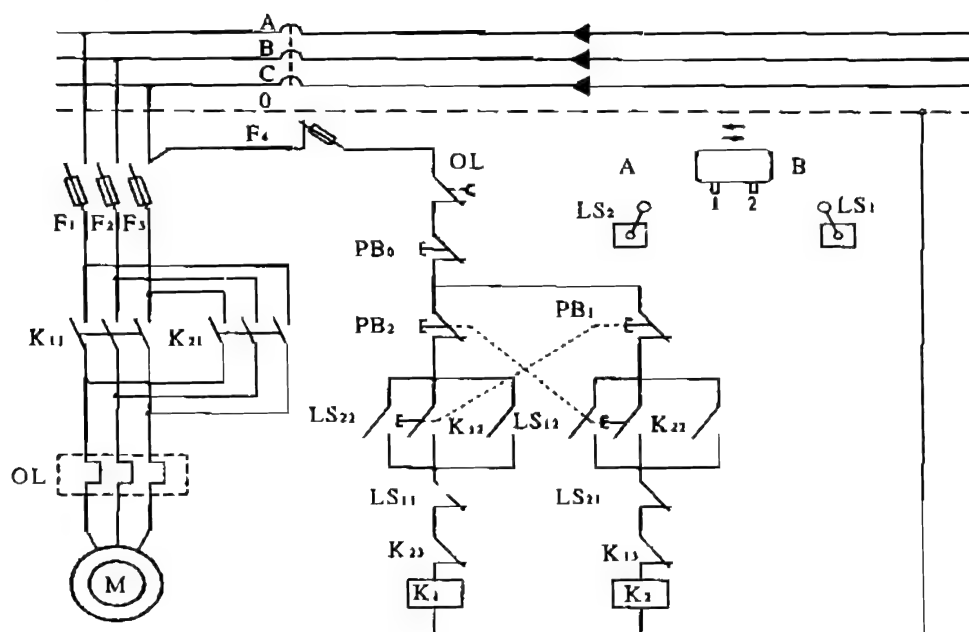 A
B
C
0
F4
OL
A
B
1 2
LS2
LS1
F1 F2 F3
PB0
PB2
PB1
K11
K21
LS22
K12
LS12
K22
OL
LS11
LS21
K23
K13
M
K1
K2